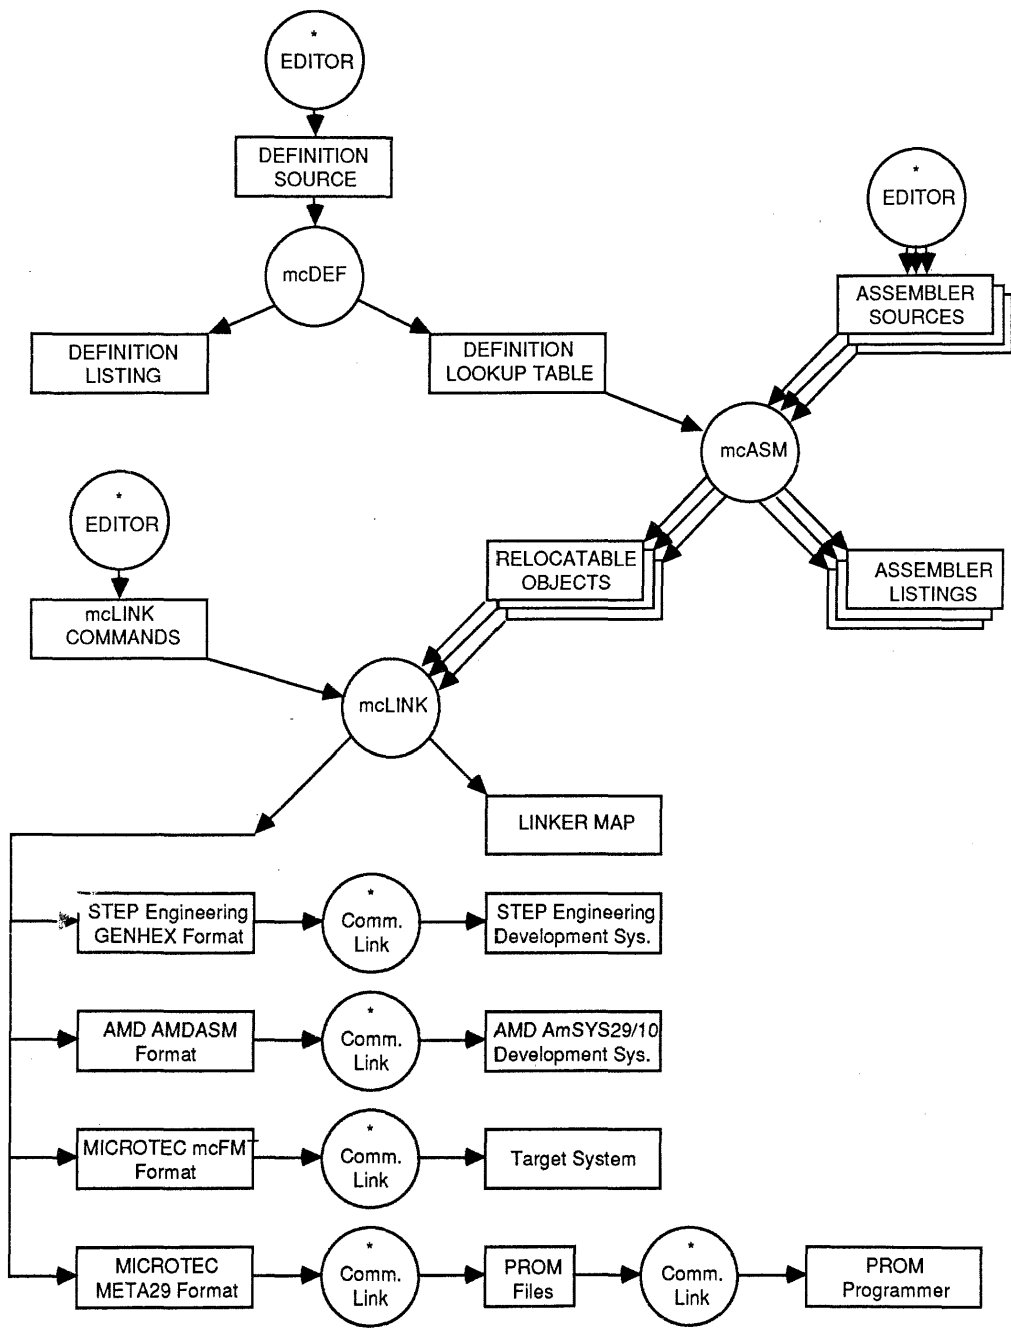 *
EDITOR
DEFINITION
SOURCE
*
EDITOR
mcDEF
ASSEMBLER
SOURCES
DEFINITION
LISTING
DEFINITION
LOOKUP TABLE
mcASM
*
EDITOR
RELOCATABLE
OBJECTS
ASSEMBLER
LISTINGS
mcLINK
COMMANDS
mcLINK
LINKER MAP
STEP Engineering
GENHEX Format
*
Comm.
Link
STEP Engineering
Development Sys.
AMD AMDASM
Format
*
Comm.
Link
AMD AmSYS29/10
Development Sys.
MICROTEC mcFMT
Format
*
Comm.
Link
Target System
MICROTEC
META29 Format
*
Comm.
Link
PROM
Files
*
Comm.
Link
PROM
Programmer